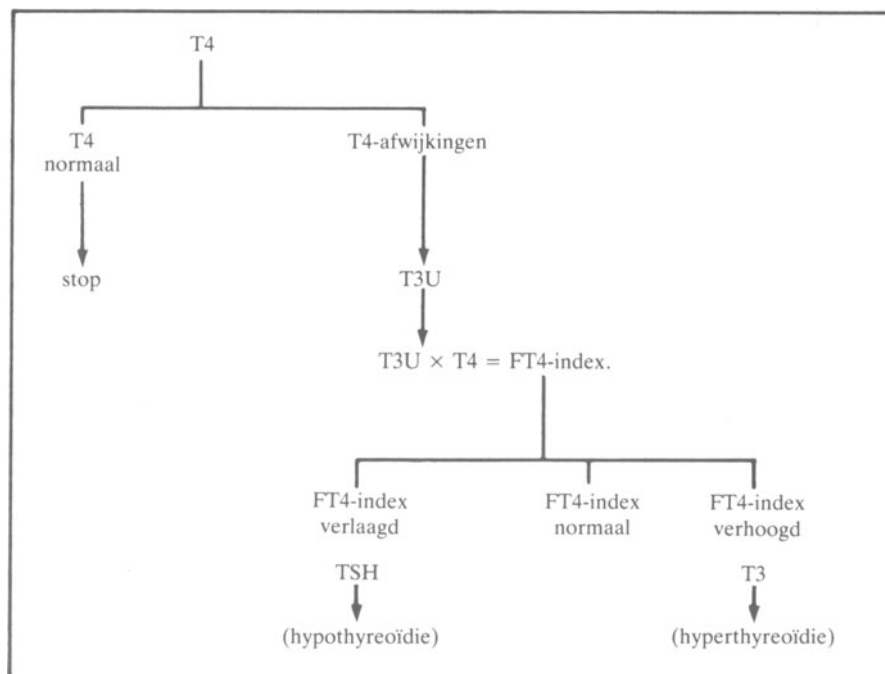 T4
T4
normaal
T4-afwijkingen
stop
T3U
T3U × T4 = FT4-index.
FT4-index
verlaagd
FT4-index
normaal
FT4-index
verhoogd
TSH
T3
(hypothyreoïdie)
(hyperthyreoïdie)